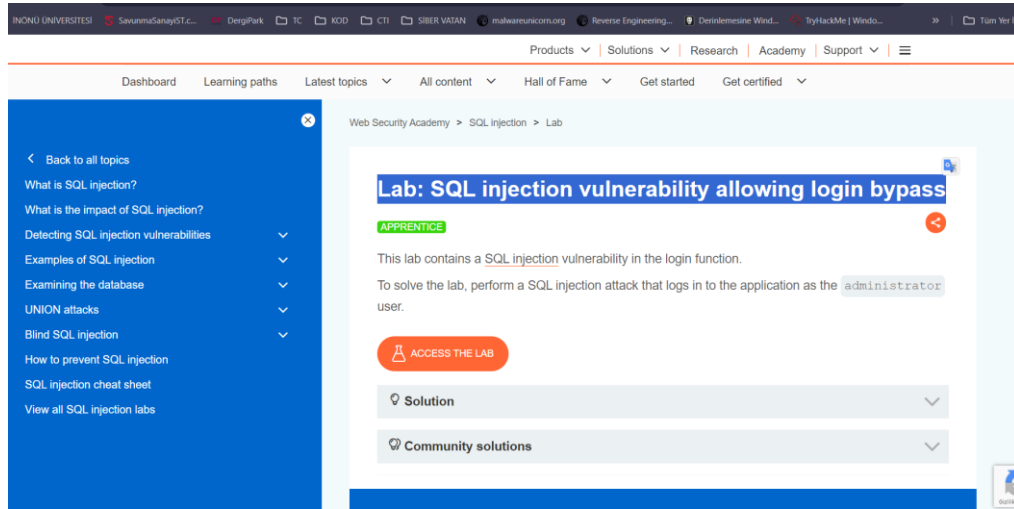 INÖNÜ ÜNİVERSİTESİ SavunmaSanayiST.c... DergiPark TC KOD CTI SİBER VATAN malwareunicorn.org Reverse Engineering... Derinlemesine Wind... TryHackMe | Windo... » Tüm Yer
Products | Solutions | Research | Academy | Support |
Dashboard Learning paths Latest topics All content Hall of Fame Get started Get certified
Web Security Academy > SQL injection > Lab
Back to all topics
What is SQL injection?
What is the impact of SQL injection?
Detecting SQL injection vulnerabilities
Examples of SQL injection
Examining the database
UNION attacks
Blind SQL injection
How to prevent SQL injection
SQL injection cheat sheet
View all SQL injection labs
Lab: SQL injection vulnerability allowing login bypass
APPRENTICE
This lab contains a SQL injection vulnerability in the login function.
To solve the lab, perform a SQL injection attack that logs in to the application as the administrator
user.
ACCESS THE LAB
Solution
Community solutions